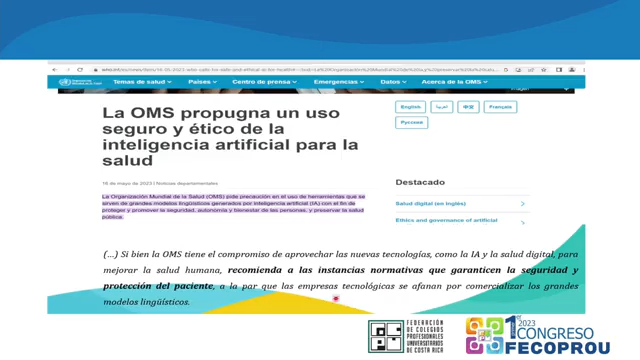 Temas de salud
Países
Centro de prensa
Emergencias
Datos
Acerca de la OMS
La OMS propugna un uso
seguro y ético de la
inteligencia artificial para la
salud
16 de mayo de 2023 | Noticias departamentales
La Organización Mundial de la Salud (OMS) pide precaución en el uso de herramientas que se
sirven de grandes modelos lingüísticos generados por inteligencia artificial (IA) con el fin de
proteger y promover la seguridad, autonomía y bienestar de las personas, y preservar la salud
pública.
English
العربية
中文
Français
Русский
Destacado
Salud digital (en inglés)
Ethics and governance of artificial
(…) Si bien la OMS tiene el compromiso de aprovechar las nuevas tecnologías, como la IA y la salud digital, para
mejorar la salud humana, recomienda a las instancias normativas que garanticen la seguridad y
protección del paciente, a la par que las empresas tecnológicas se afanan por comercializar los grandes
modelos lingüísticos.
FEDERACIÓN
DE COLEGIOS
PROFESIONALES
UNIVERSITARIOS
DE COSTA RICA
1
2023
CONGRESO
FECOPROU